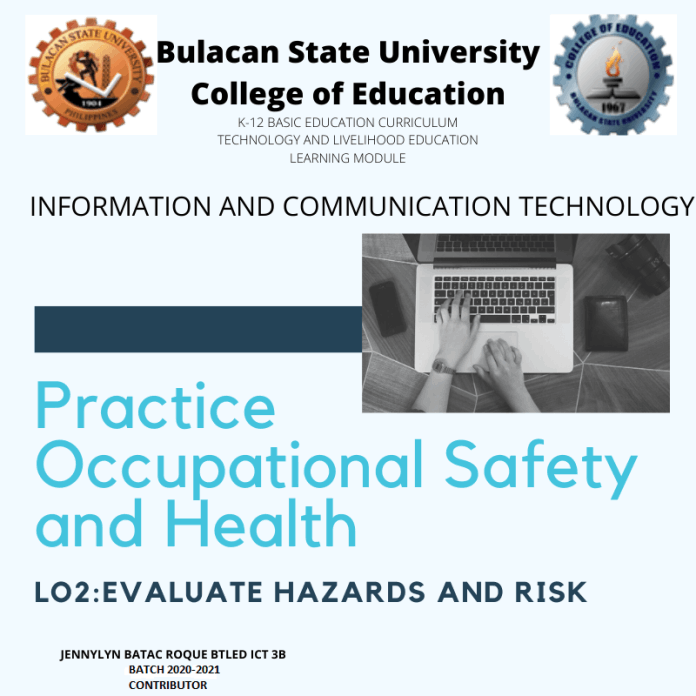 BULACAN STATE UNIVERSITY
1904
PHILIPPINES
Bulacan State University
College of Education
K-12 BASIC EDUCATION CURRICULUM
TECHNOLOGY AND LIVELIHOOD EDUCATION
LEARNING MODULE
COLLEGE OF EDUCATION
1967
BULACAN STATE UNIVERSITY
INFORMATION AND COMMUNICATION TECHNOLOGY
Practice
Occupational Safety
and Health
LO2:EVALUATE HAZARDS AND RISK
JENNYLYN BATAC ROQUE BTLED ICT 3B
BATCH 2020-2021
CONTRIBUTOR